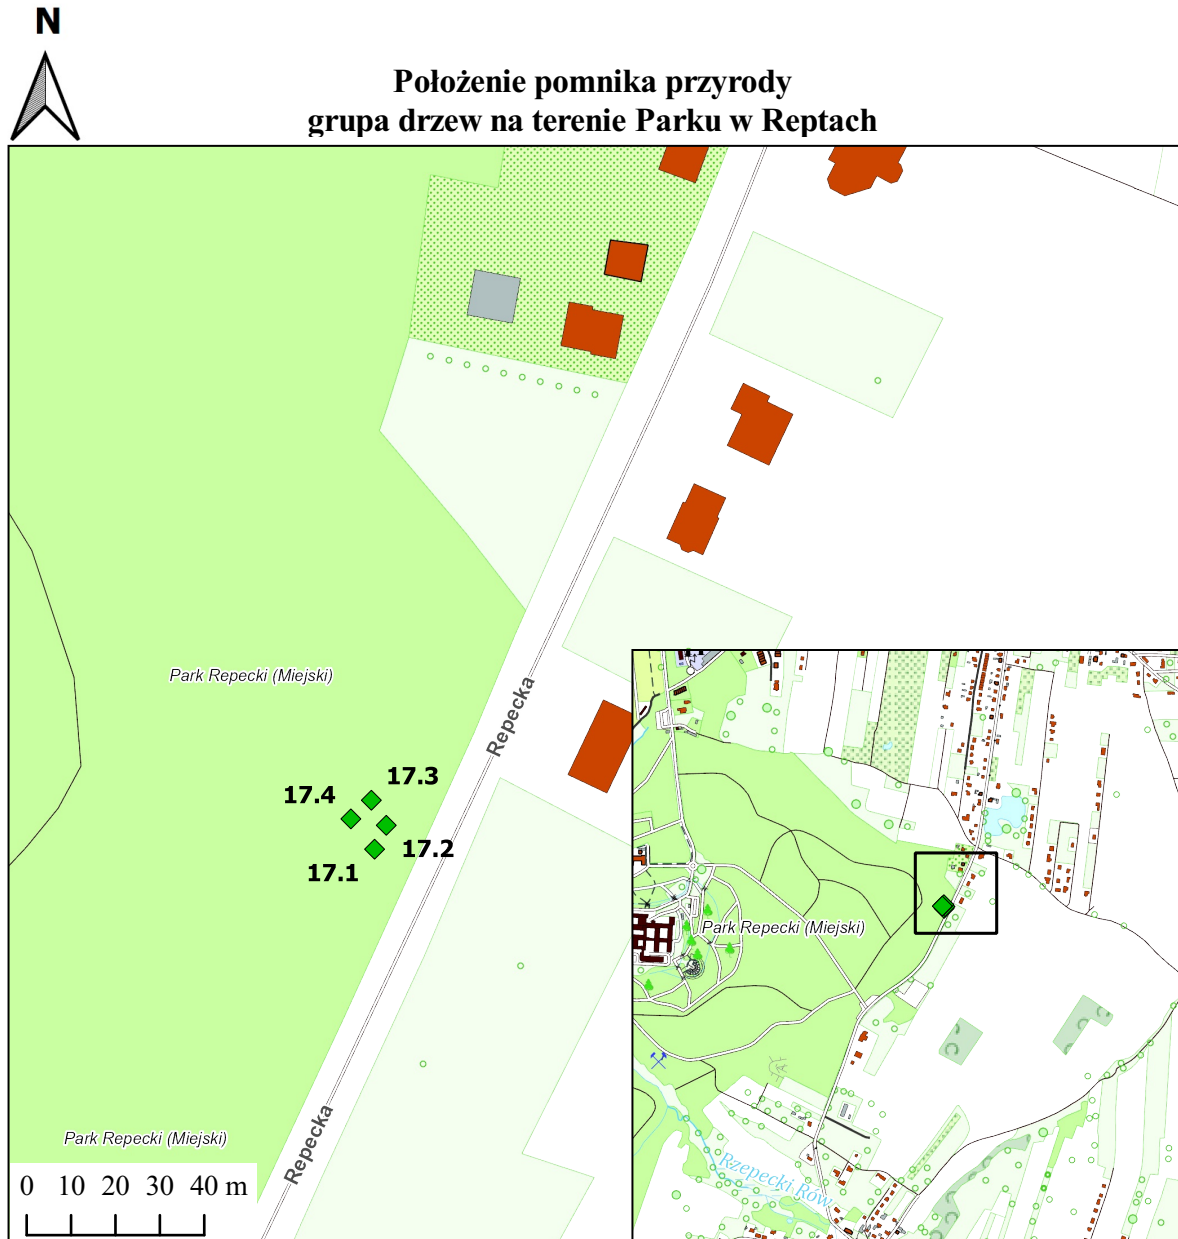 N
Położenie pomnika przyrody
grupa drzew na terenie Parku w Reptach
Park Repecki (Miejski)
Repecka
17.3
17.4
17.2
17.1
Park Repecki (Miejski)
Repecka
Park Repecki (Miejski)
0 10 20 30 40 m
Rzepecki Rów